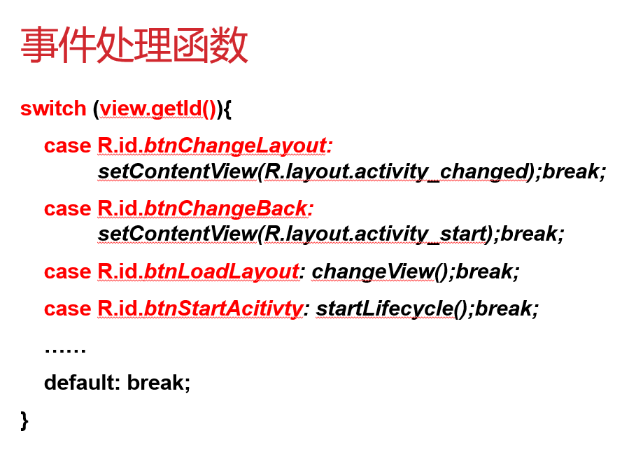 事件处理函数
switch (view.getId()){
case R.id.btnChangeLayout:
setContentView(R.layout.activity_changed);break;
case R.id.btnChangeBack:
setContentView(R.layout.activity_start);break;
case R.id.btnLoadLayout: changeView();break;
case R.id.btnStartAcitivty: startLifecycle();break;
……
default: break;
}